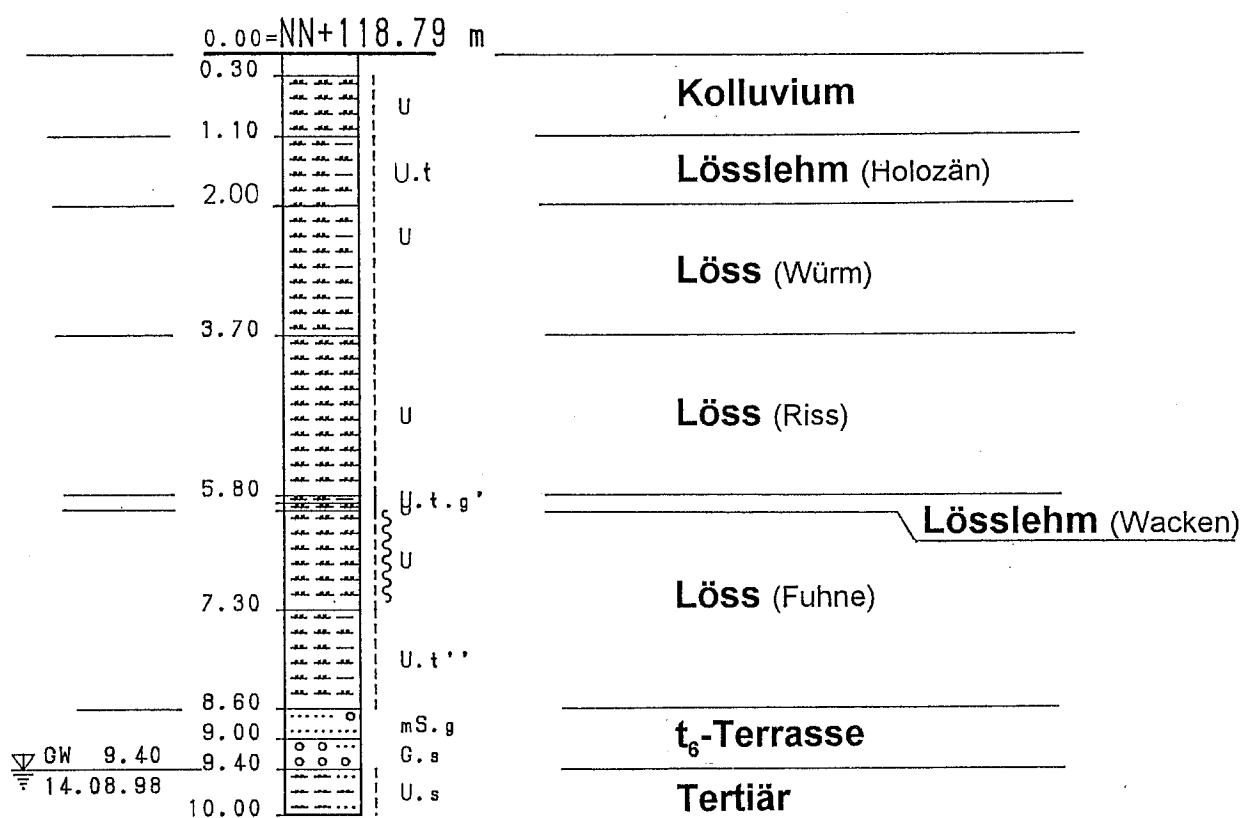 0.00=NN+118.79 m
0.30
U
Kolluvium
1.10
U.t
Lösslehm (Holozän)
2.00
U
Löss (Würm)
3.70
U
Löss (Riss)
5.80
U.t.g'
U
Lösslehm (Wacken)
U
Löss (Fuhne)
7.30
U.t''
8.60
mS.g
t₆-Terrasse
9.00
GW 9.40
9.40
G.s
14.08.98
U.s
Tertiär
10.00